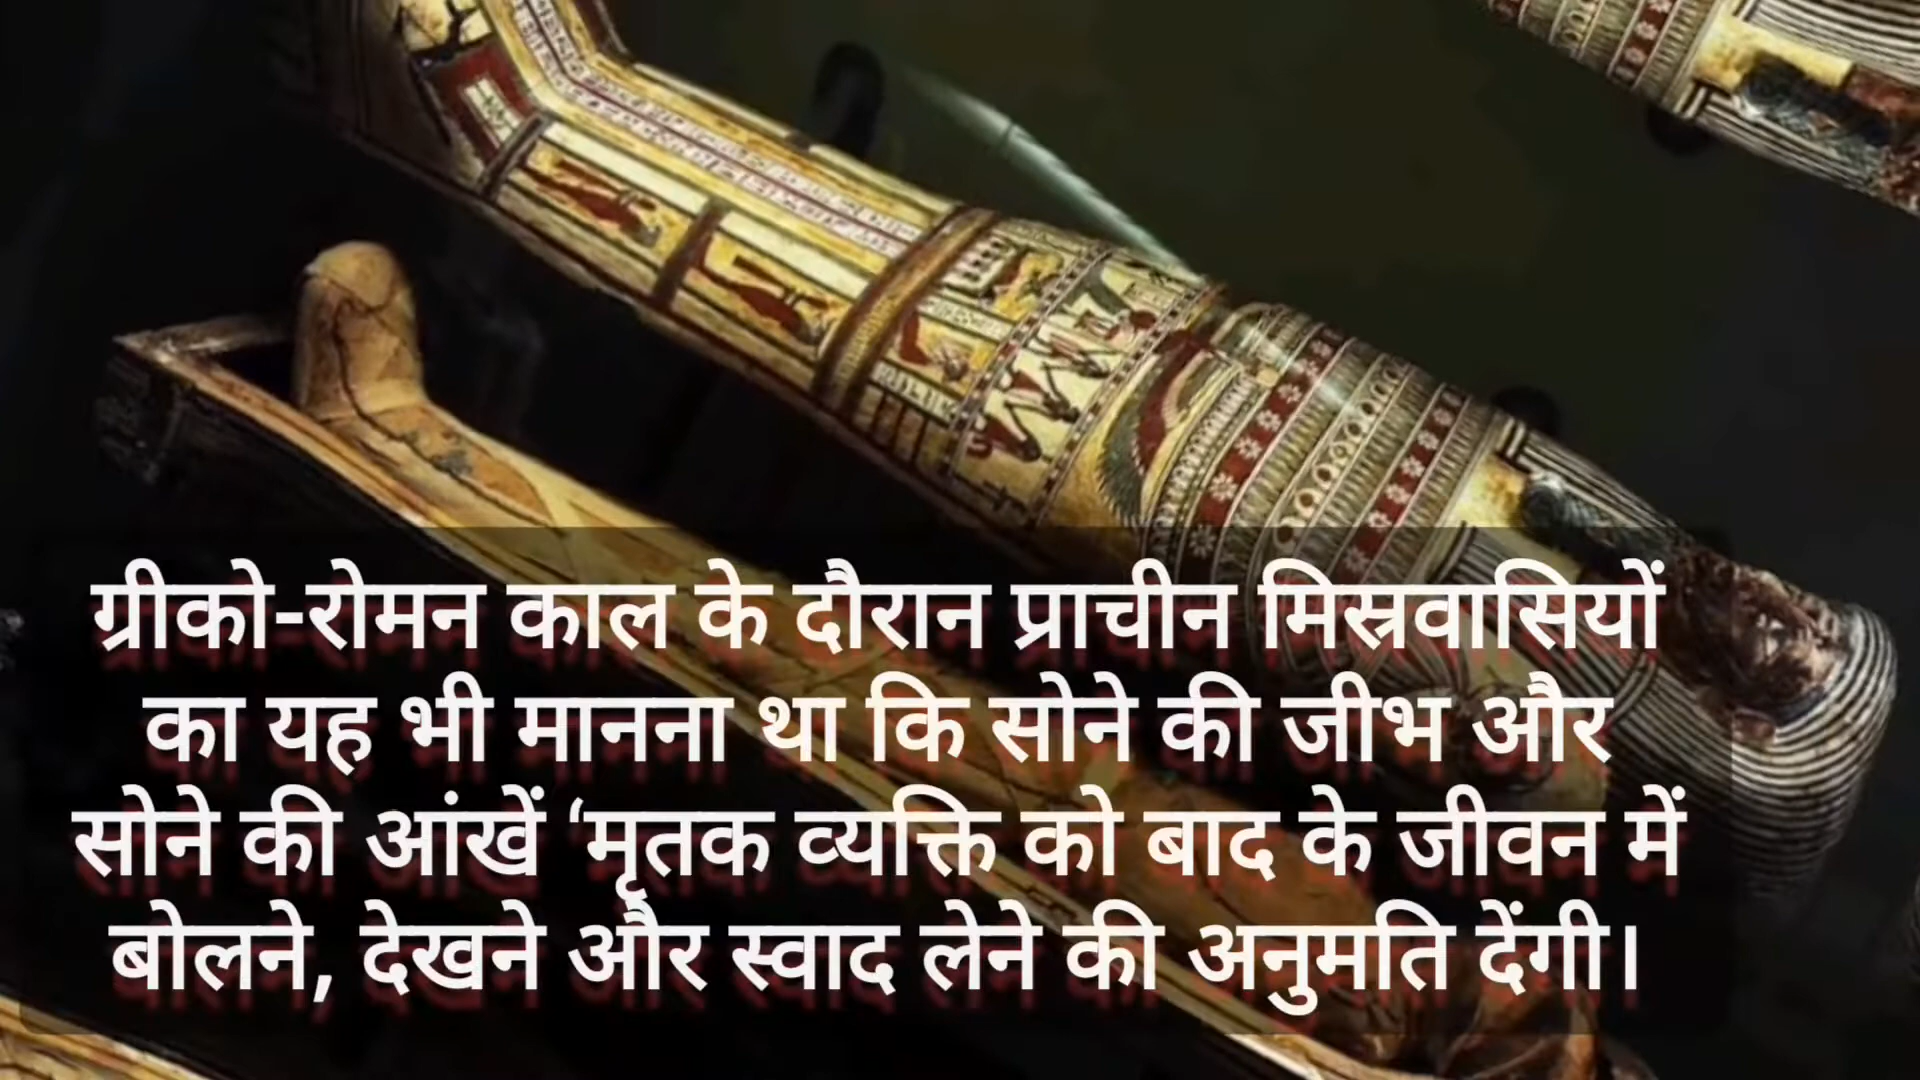 ग्रीको-रोमन काल के दौरान प्राचीन मिस्रवासियों
का यह भी मानना था कि सोने की जीभ और
सोने की आंखें ‘मृतक व्यक्ति को बाद के जीवन में
बोलने, देखने और स्वाद लेने की अनुमति देंगी।